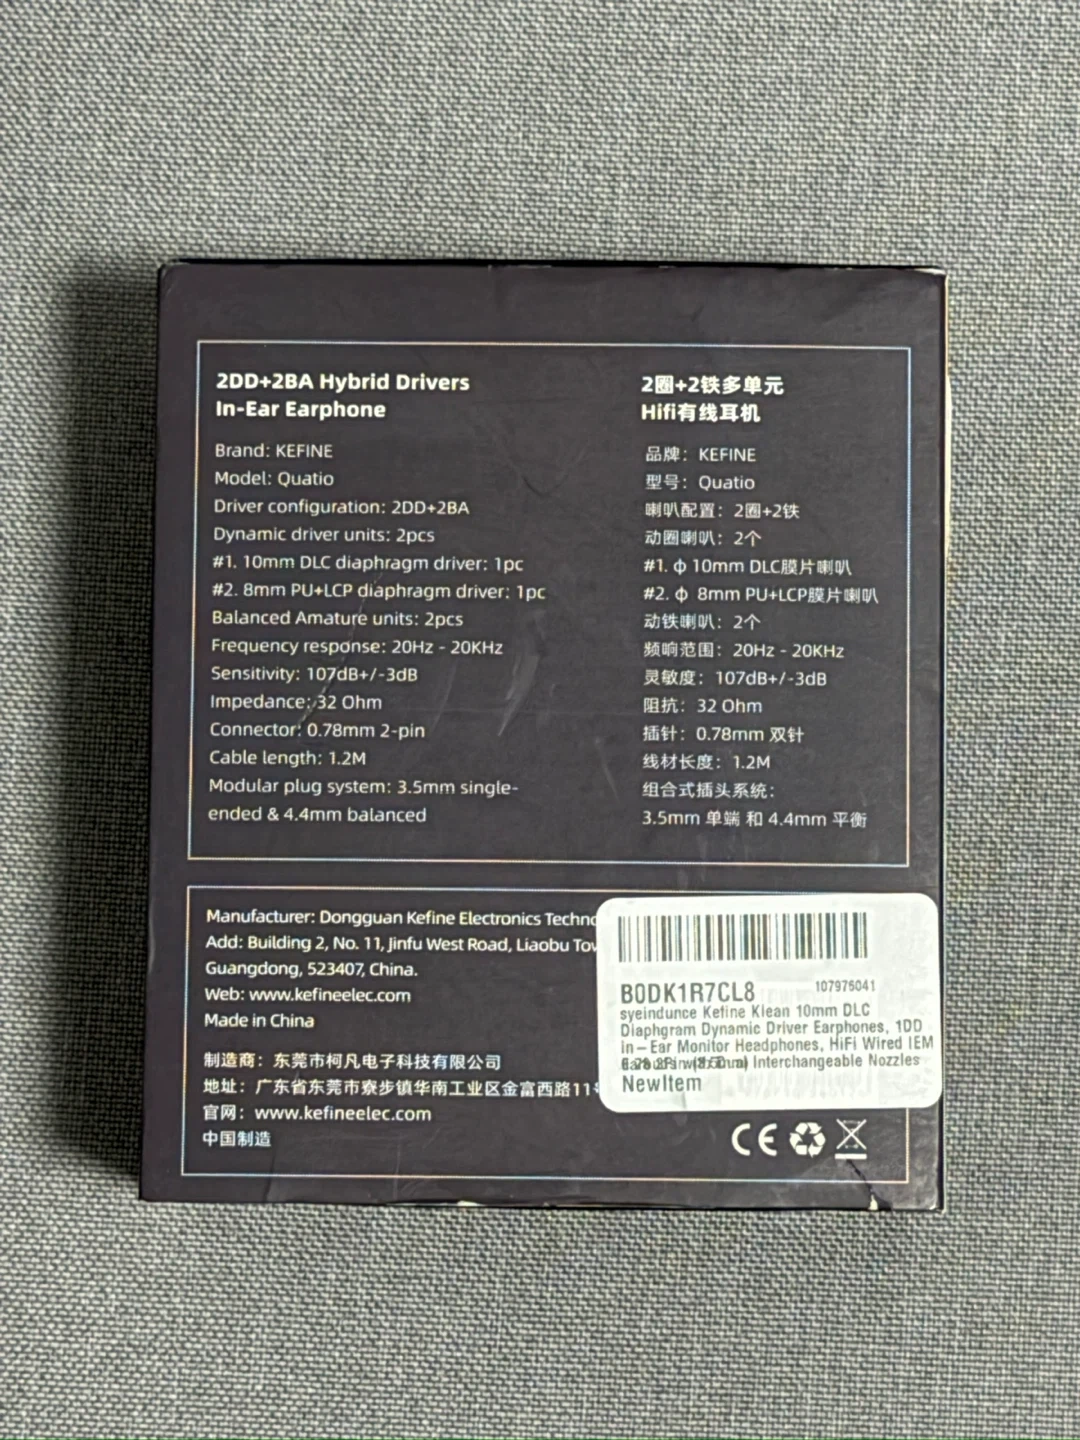 2DD+2BA Hybrid Drivers
In-Ear Earphone
Brand: KEFINE
Model: Quatio
Driver configuration: 2DD+2BA
Dynamic driver units: 2pcs
#1. 10mm DLC diaphragm driver: 1pc
#2. 8mm PU+LCP diaphragm driver: 1pc
Balanced Amature units: 2pcs
Frequency response: 20Hz - 20KHz
Sensitivity: 107dB+/-3dB
Impedance: 32 Ohm
Connector: 0.78mm 2-pin
Cable length: 1.2M
Modular plug system: 3.5mm single-
ended & 4.4mm balanced
2圈+2铁多单元
Hifi有线耳机
品牌：KEFINE
型号：Quatio
喇叭配置：2圈+2铁
动圈喇叭：2个
#1. ф 10mm DLC膜片喇叭
#2. ф 8mm PU+LCP膜片喇叭
动铁喇叭：2个
频响范围：20Hz - 20KHz
灵敏度：107dB+/-3dB
阻抗：32 Ohm
插针：0.78mm 双针
线材长度：1.2M
组合式插头系统：
3.5mm 单端 和 4.4mm 平衡
Manufacturer: Dongguan Kefine Electronics
Add: Building 2, No. 11, Jinfu West Road, Liaobu
Guangdong, 523407, China.
Web: www.kefineelec.com
Made in China
制造商：东莞市柯凡电子科技有限公司
地址：广东省东莞市寮步镇华南工业区金富西路11
官网：www.kefineelec.com
中国制造
B0DK1R7CL8 107976041
syeindunce Kefine Klean 10mm DLC
Diaphgram Dynamic Driver Earphones, 1DD
in-Ear Monitor Headphones, HiFi Wired IEM
Interchangeable Nozzles
NewItem
CE